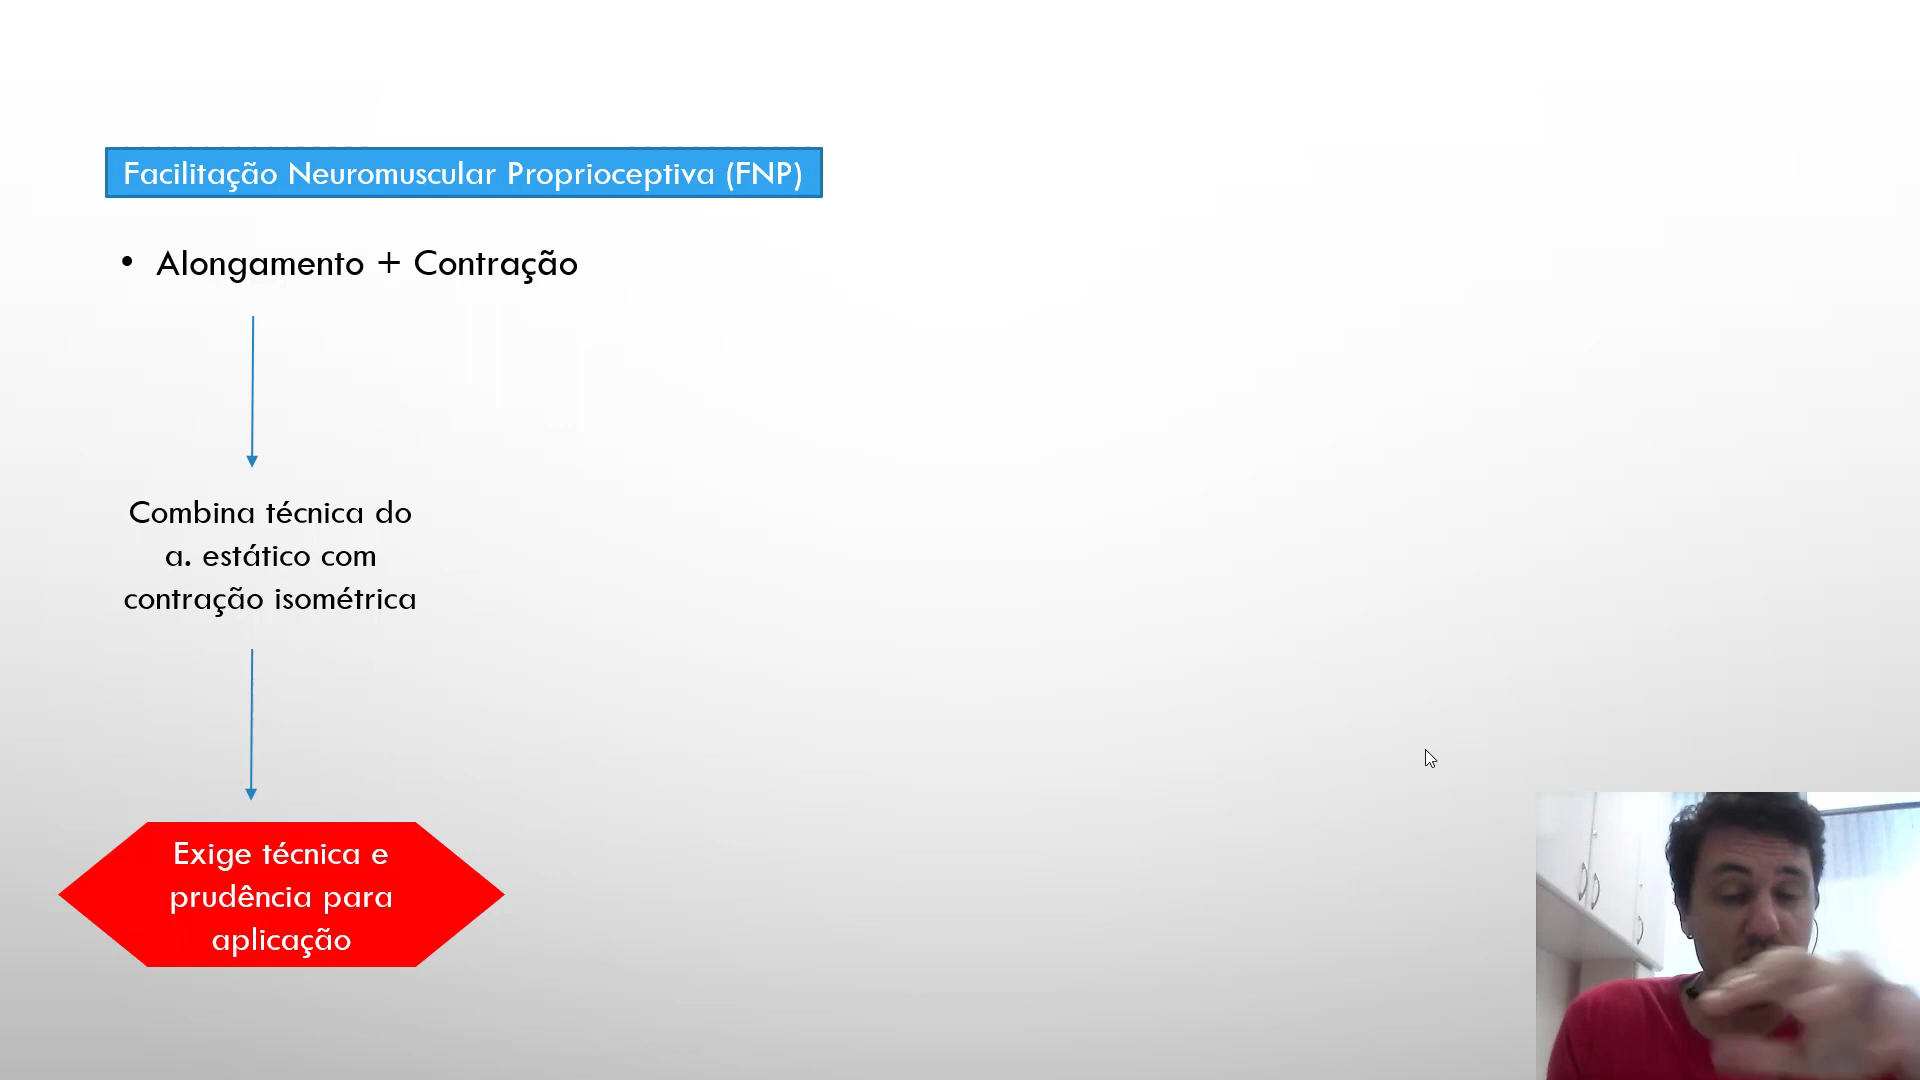 Facilitação Neuromuscular Proprioceptiva (FNP)
• Alongamento + Contração
Combina técnica do
a. estático com
contração isométrica
Exige técnica e
prudência para
aplicação